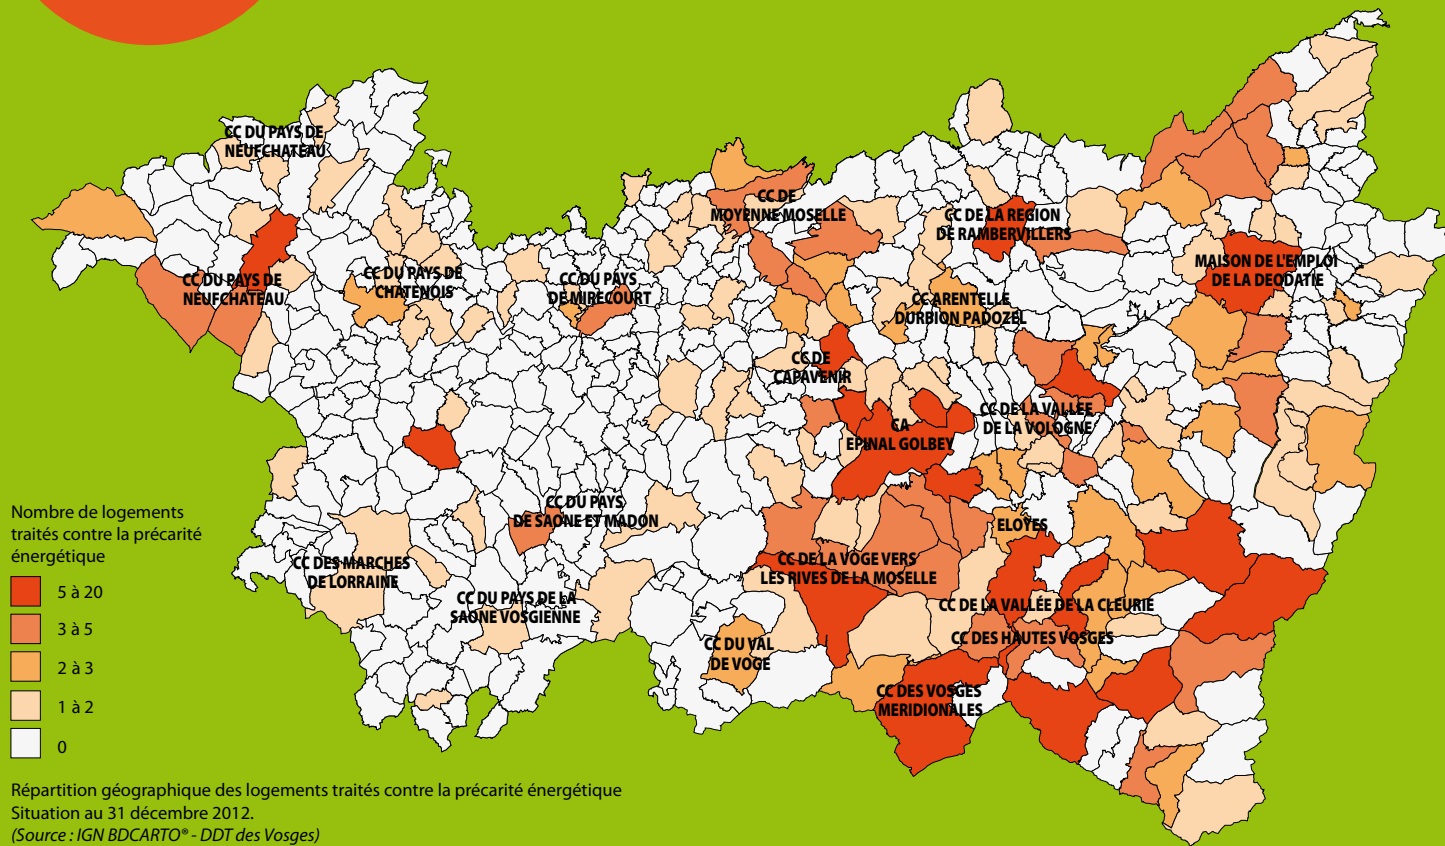 CC DU PAYS DE
NEUFCHATEAU
CC DE
MOYENNE MOSELLE
CC DE LA REGION
DE RAMBERVILLERS
MAISON DE L'EMPLOI
DE LA DEODATIE
CC DU PAYS DE
NEUFCHATEAU
CC DU PAYS DE
CHATENOIS
CC DU PAYS
DE MIRECOURT
CC ARENTELLE
DURBION PADOZEL
CC DE
CAPAVENIR
CC DE LA VALLÉE
DE LA VOLOGNE
CA
EPINAL GOLBEY
CC DU PAYS
DE SAONE ET MADON
ELOYES
CC DES MARCHES
DE LORRAINE
CC DE LA VOGE VERS
LES RIVES DE LA MOSELLE
CC DU PAYS DE LA
SAONE VOSGIENNE
CC DE LA VALLÉE DE LA CLEURIE
CC DES HAUTES VOSGES
CC DU VAL
DE VOGE
CC DES VOSGES
MERIDIONALES
Nombre de logements
traités contre la précarité
énergétique
5 à 20
3 à 5
2 à 3
1 à 2
0
Répartition géographique des logements traités contre la précarité énergétique
Situation au 31 décembre 2012.
(Source : IGN BDCARTO® - DDT des Vosges)